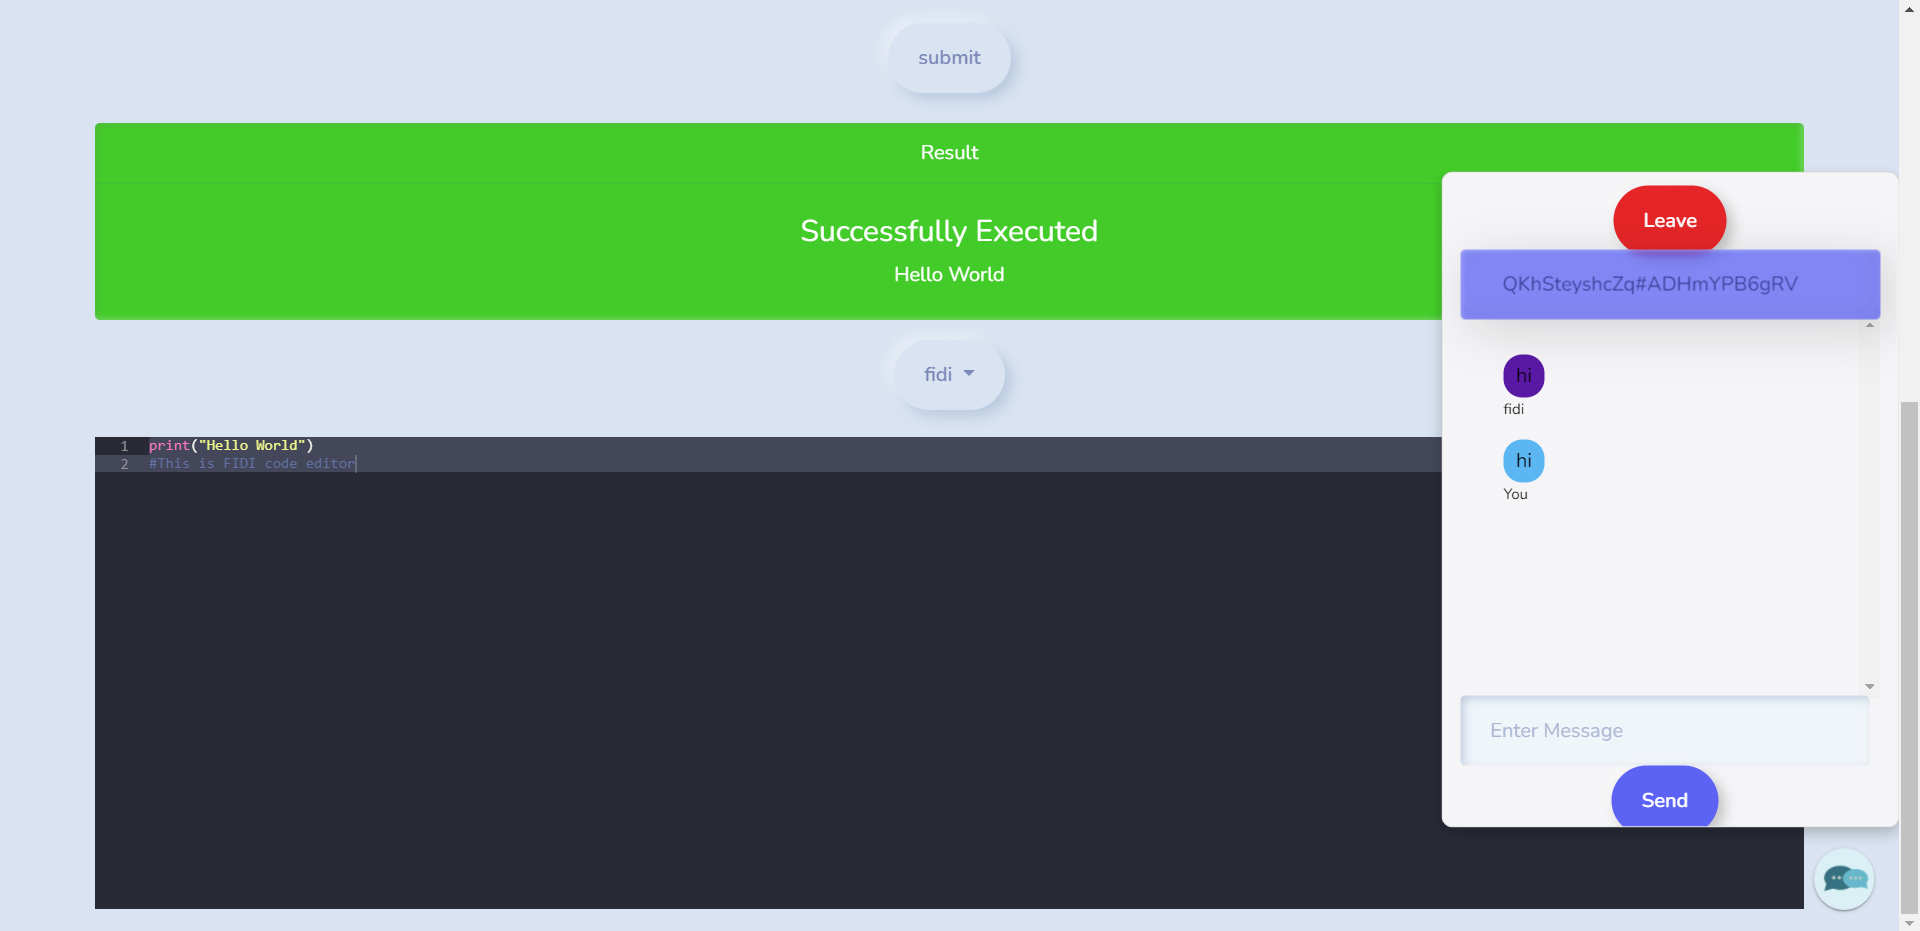 submit
Result
Successfully Executed
Hello World
fidi
1 print("Hello World")
2 #This is FIDI code editor
Leave
QKhSteyshcZq#ADHmYPB6gRV
hi
fidi
hi
You
Enter Message
Send